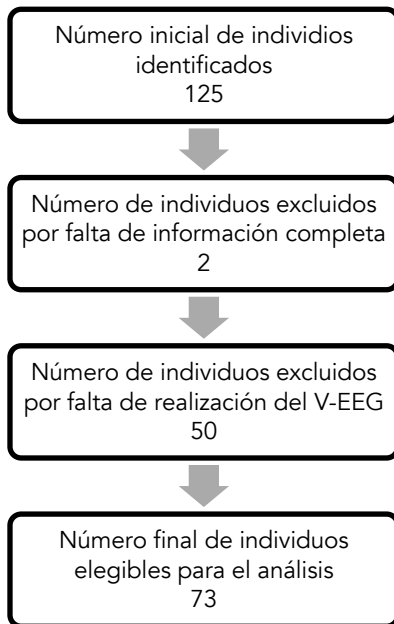 Número inicial de individios
identificados
125
Número de individuos excluidos
por falta de información completa
2
Número de individuos excluidos
por falta de realización del V-EEG
50
Número final de individuos
elegibles para el análisis
73